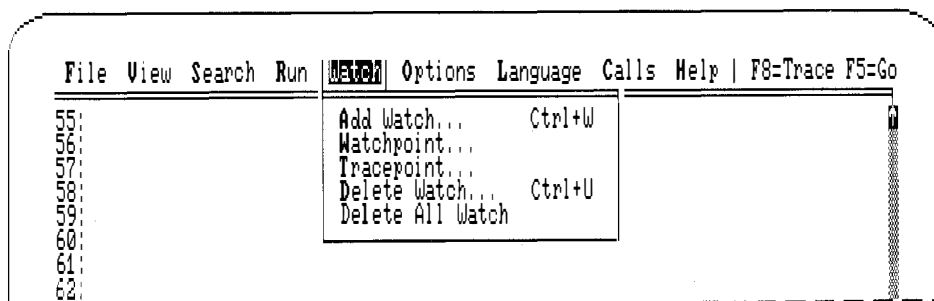 File View Search Run Watch Options Language Calls Help | F8=Trace F5=Go
55:
56:
57:
58:
59:
60:
61:
62:
Add Watch... Ctrl+W
Watchpoint...
Tracepoint...
Delete Watch... Ctrl+U
Delete All Watch